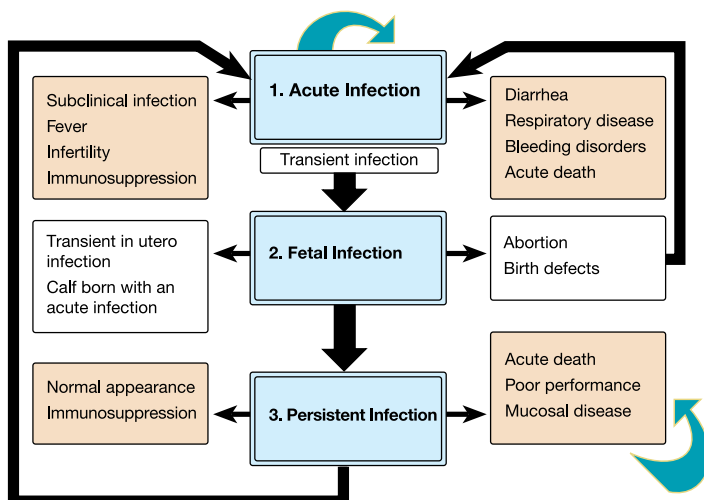 1. Acute Infection
Subclinical infection
Fever
Infertility
Immunosuppression
Diarrhea
Respiratory disease
Bleeding disorders
Acute death
Transient infection
2. Fetal Infection
Transient in utero
infection
Calf born with an
acute infection
Abortion
Birth defects
3. Persistent Infection
Normal appearance
Immunosuppression
Acute death
Poor performance
Mucosal disease